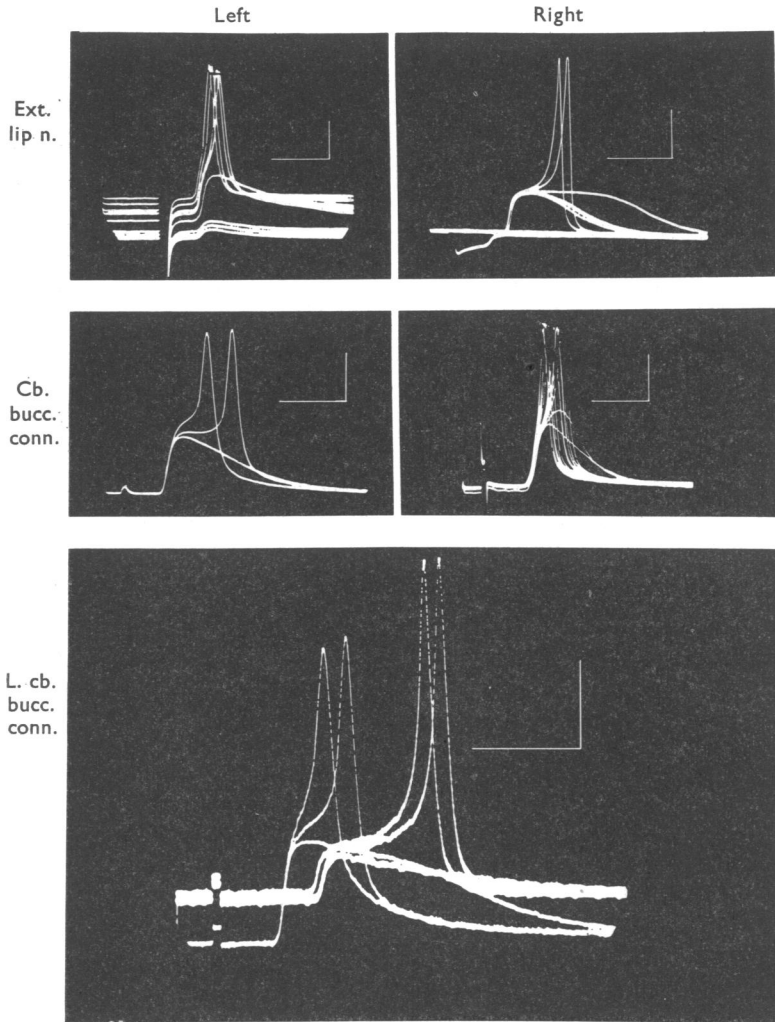 Left
Right
Ext.
lip n.
Cb.
bucc.
conn.
L. cb.
bucc.
conn.